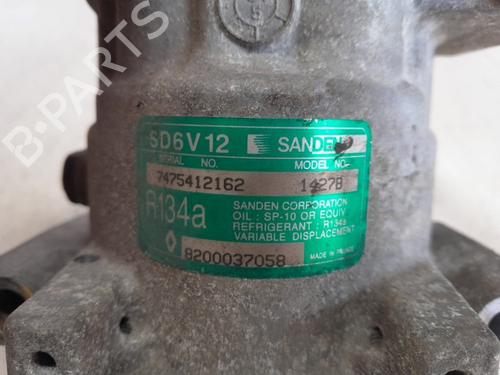 SD6V12 SANDEN
SERIAL NO. MODEL NO.
7475412162 1427B
R134a
SANDEN CORPORATION
OIL : SP-10 OR EQUIV
REFRIGERANT : R134a
VARIABLE DISPLACEMENT
8200037058
MADE IN FRANCE
B-PARTS